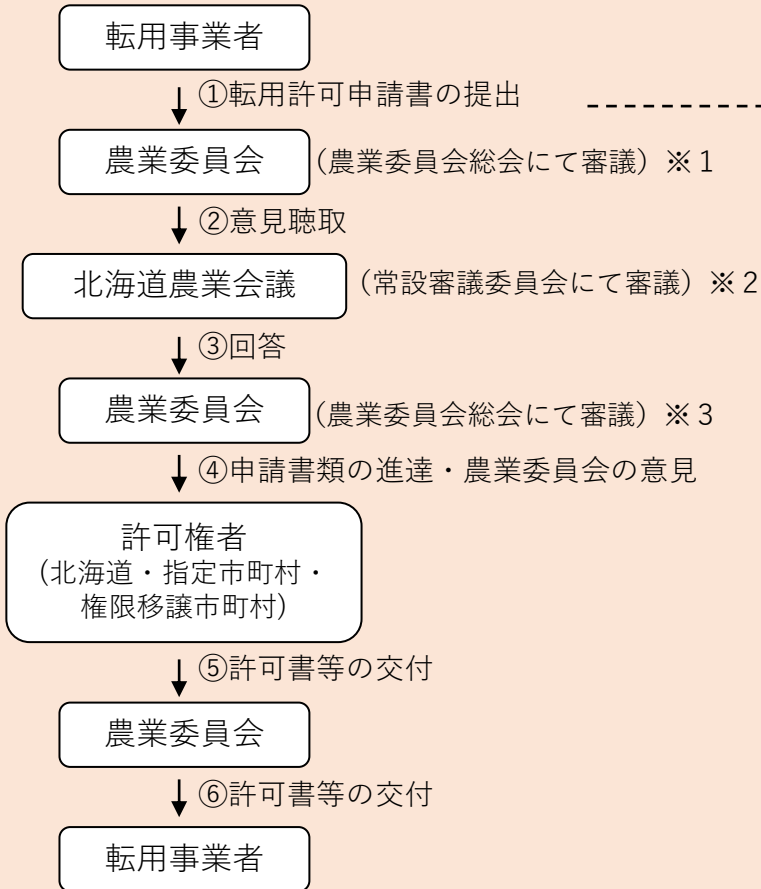 転用事業者
①転用許可申請書の提出
農業委員会 (農業委員会総会にて審議)※１
②意見聴取
北海道農業会議 (常設審議委員会にて審議)※２
③回答
農業委員会 (農業委員会総会にて審議)※３
④申請書類の進達・農業委員会の意見
許可権者
(北海道・指定市町村・
権限移譲市町村)
⑤許可書等の交付
農業委員会
⑥許可書等の交付
転用事業者